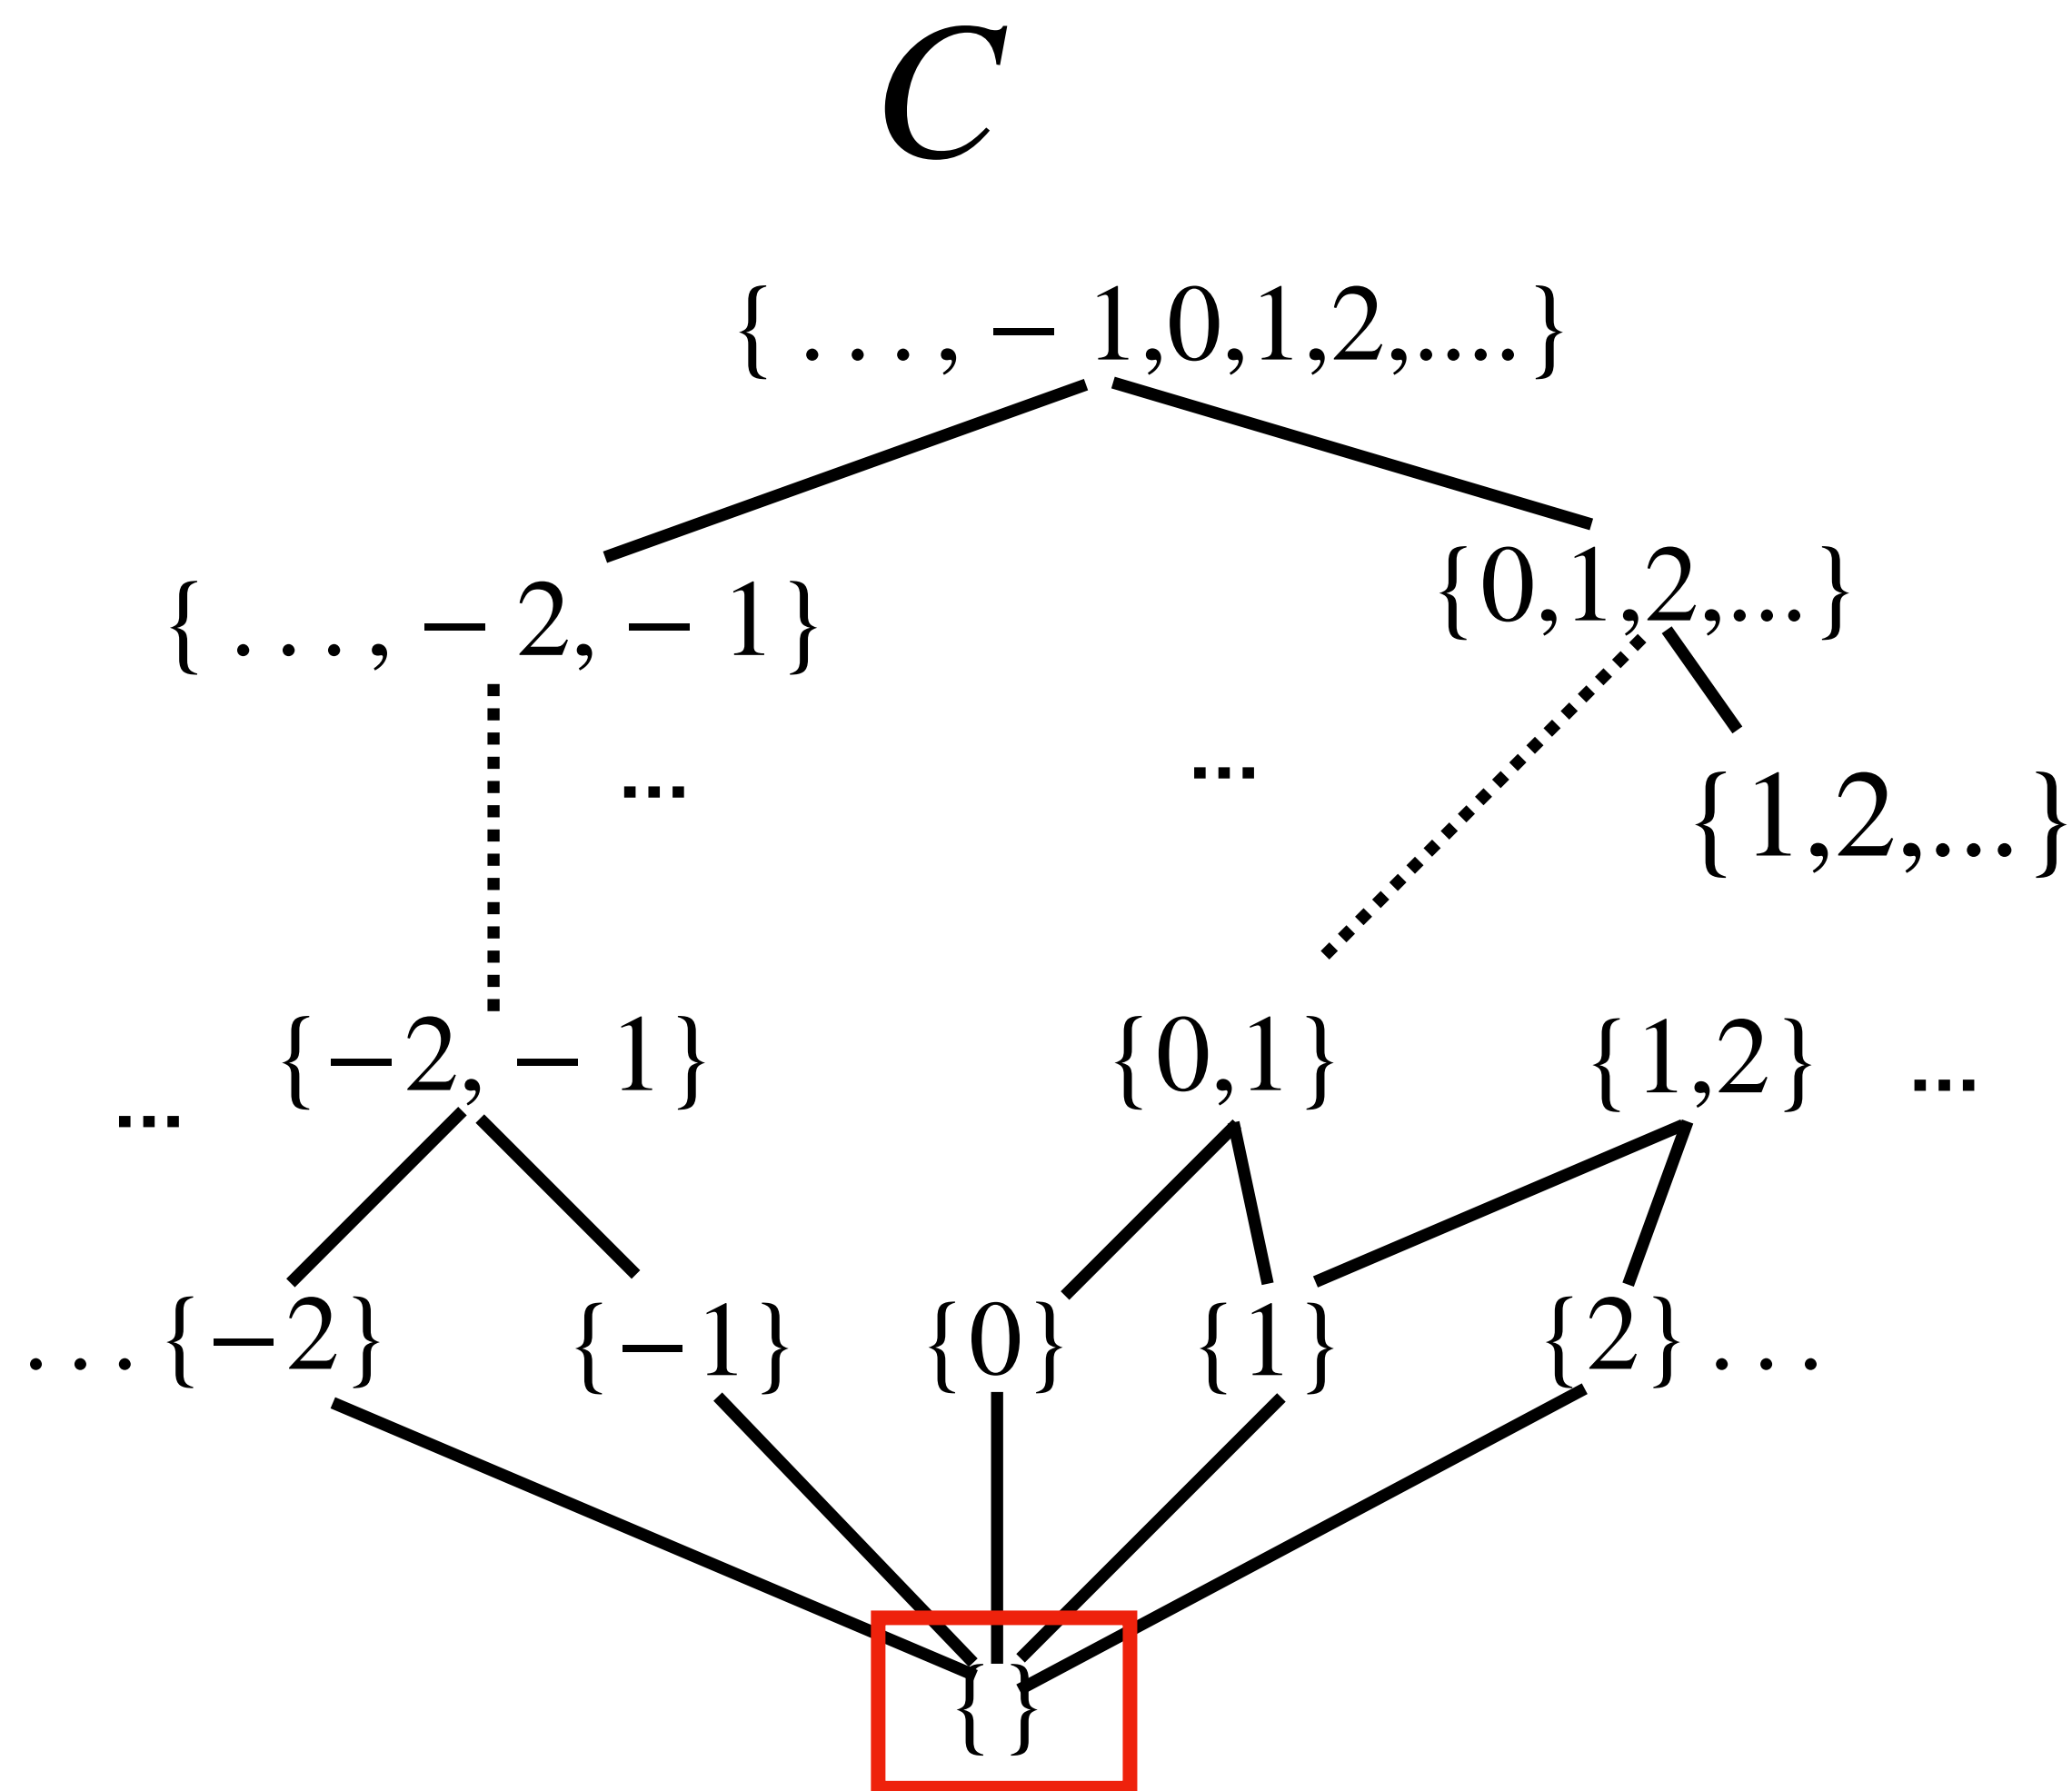 C
{ . . . , − 1,0,1,2,.... }
{ . . . , − 2, − 1 }
{0,1,2,... }
...
...
{ 1,2,... }
{−2, − 1}
{0,1 }
{ 1,2}
...
...
. . . {−2}
{−1}
{0}
{ 1 }
{2} . . .
{ }